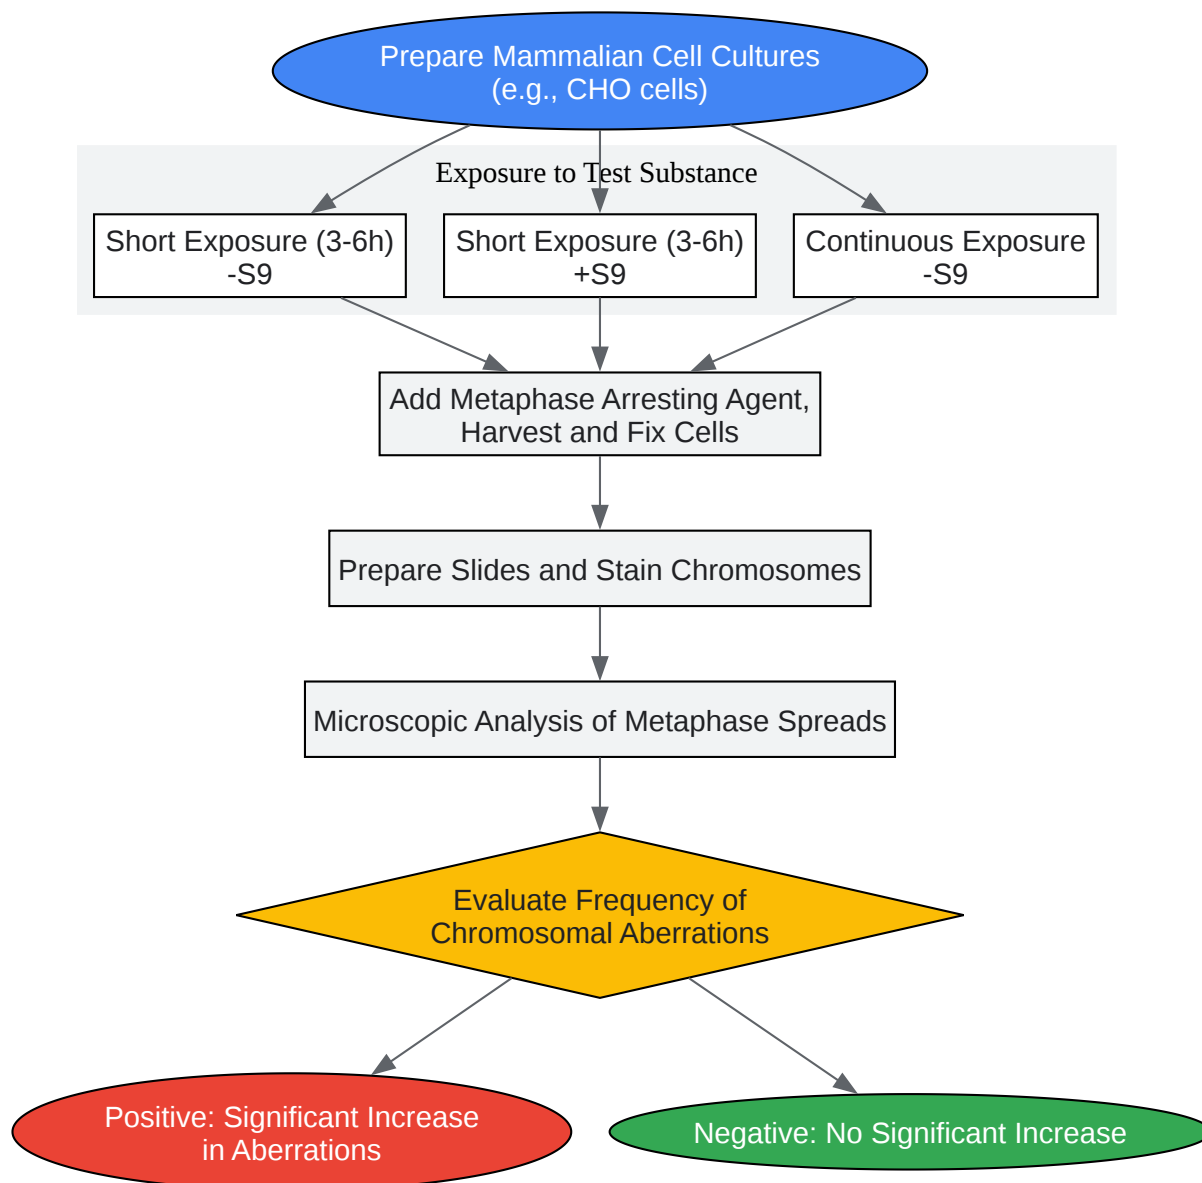 Prepare Mammalian Cell Cultures
(e.g., CHO cells)
Exposure to Test Substance
Short Exposure (3-6h)
-S9
Short Exposure (3-6h)
+S9
Continuous Exposure
-S9
Add Metaphase Arresting Agent,
Harvest and Fix Cells
Prepare Slides and Stain Chromosomes
Microscopic Analysis of Metaphase Spreads
Evaluate Frequency of
Chromosomal Aberrations
Positive: Significant Increase
in Aberrations
Negative: No Significant Increase